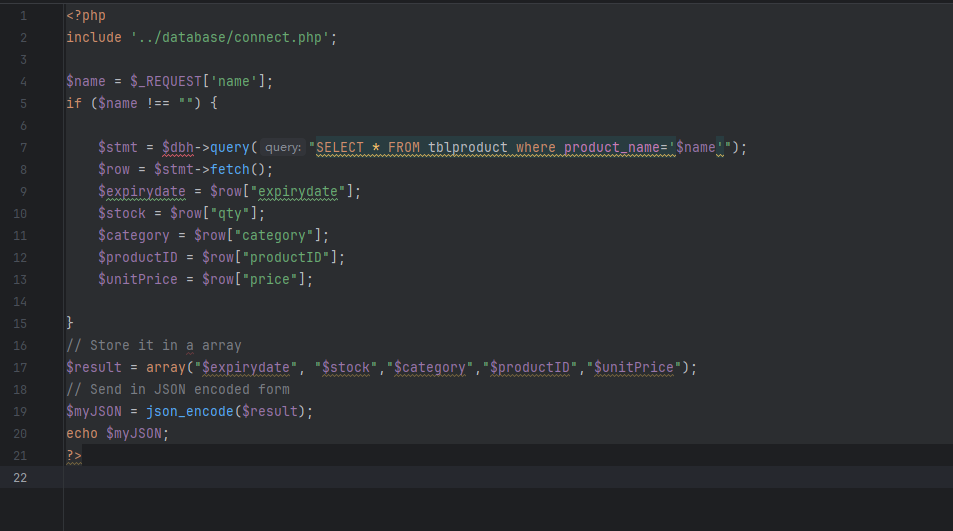 1 <?php
2 include '../database/connect.php';
3
4 $name = $_REQUEST['name'];
5 if ($name !== "") {
6
7 $stmt = $dbh->query( query: "SELECT * FROM tblproduct where product_name='$name'");
8 $row = $stmt->fetch();
9 $expirydate = $row["expirydate"];
10 $stock = $row["qty"];
11 $category = $row["category"];
12 $productID = $row["productID"];
13 $unitPrice = $row["price"];
14
15 }
16 // Store it in a array
17 $result = array("$expirydate", "$stock","$category","$productID","$unitPrice");
18 // Send in JSON encoded form
19 $myJSON = json_encode($result);
20 echo $myJSON;
21 ?>
22